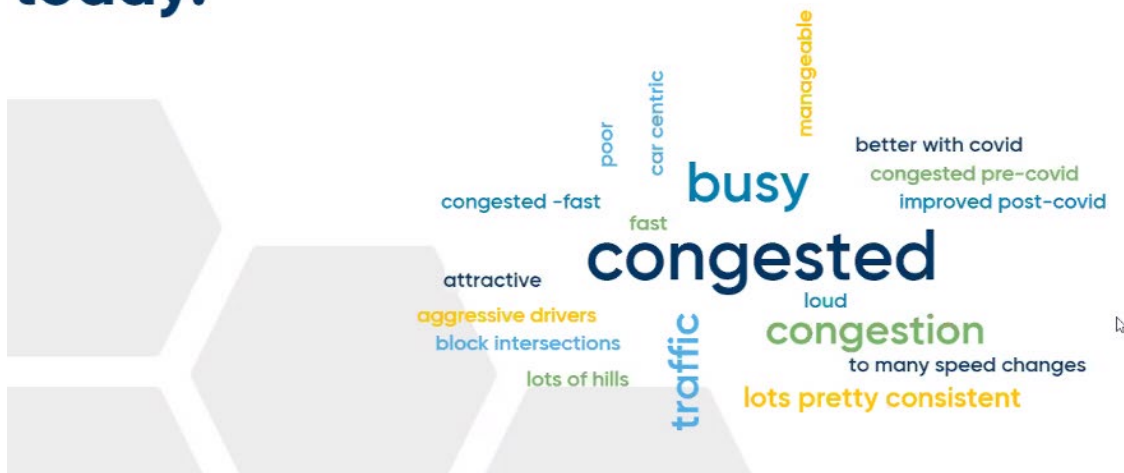 today.
manageable
car centric
poor
better with covid
busy
congested pre-covid
congested -fast
improved post-covid
fast
congested
attractive
loud
aggressive drivers
congestion
block intersections
traffic
to many speed changes
lots of hills
lots pretty consistent